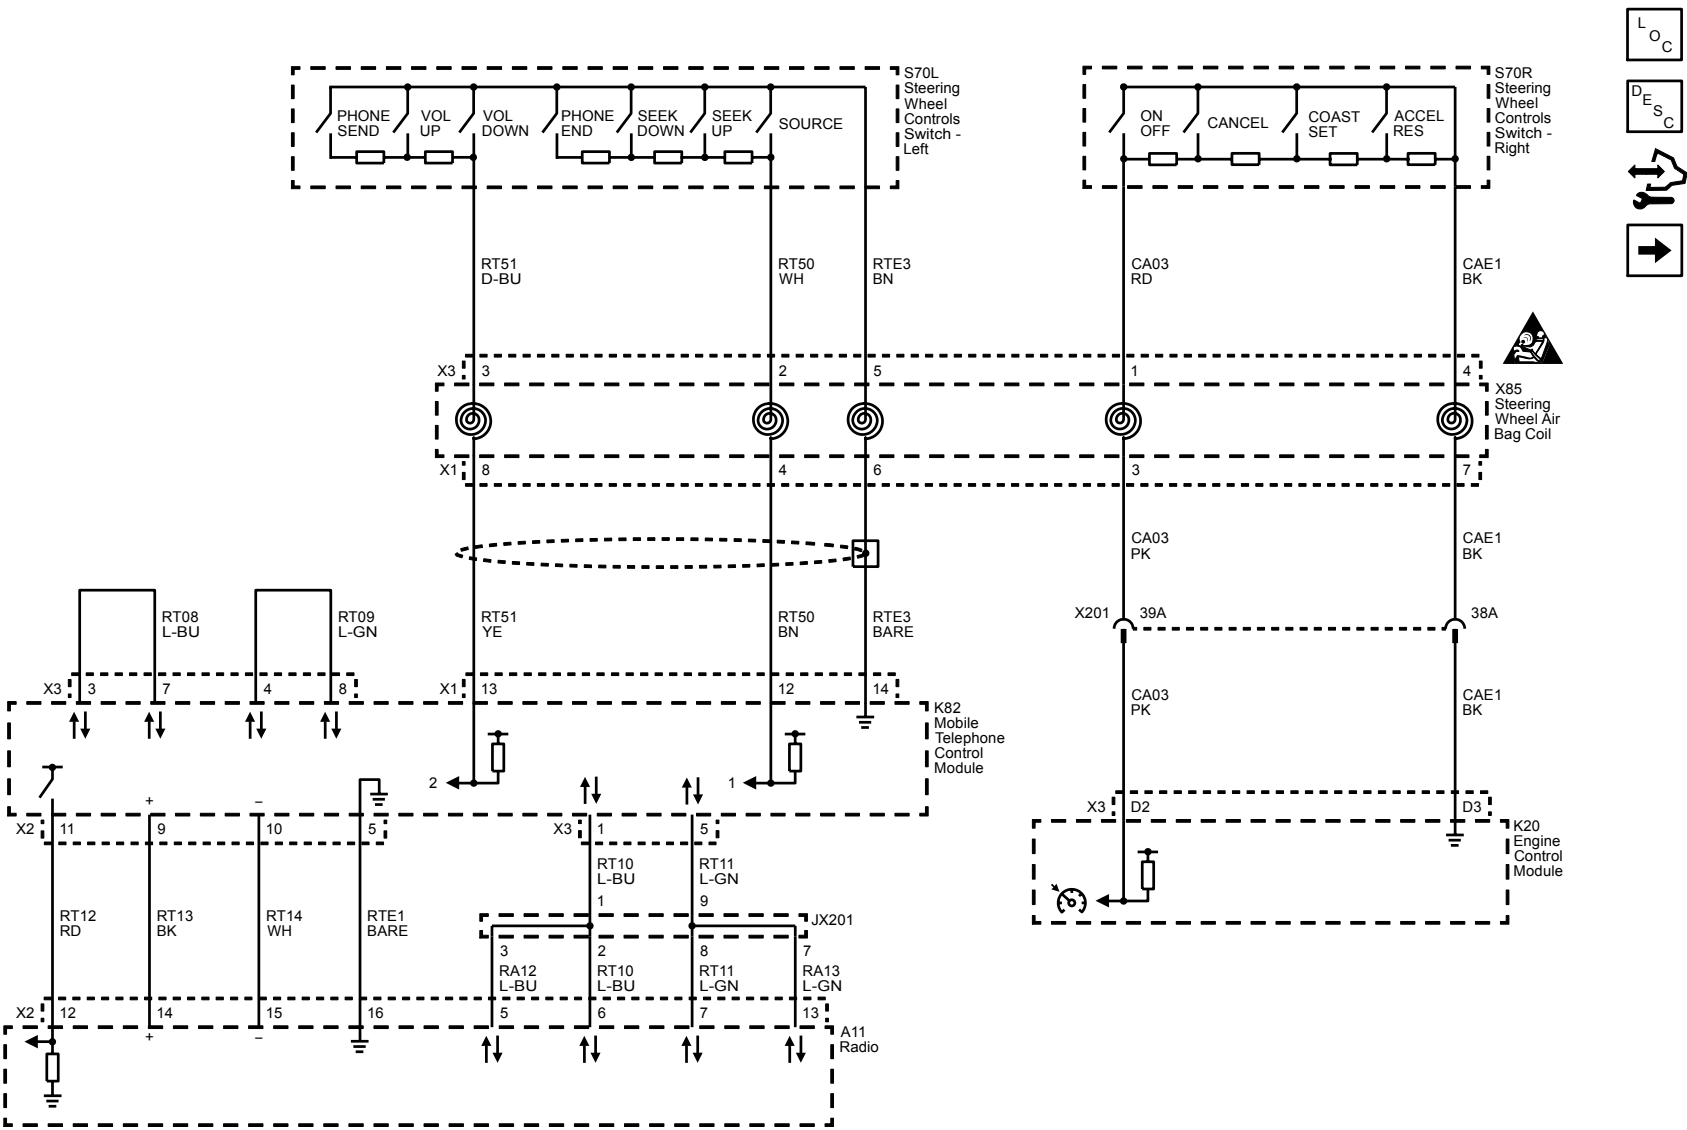 L O C
D E S C
S70L
Steering
Wheel
Controls
Switch -
Left
PHONE
SEND
VOL
UP
VOL
DOWN
PHONE
END
SEEK
DOWN
SEEK
UP
SOURCE
S70R
Steering
Wheel
Controls
Switch -
Right
ON
OFF
CANCEL
COAST
SET
ACCEL
RES
RT51
D-BU
RT50
WH
RTE3
BN
CA03
RD
CAE1
BK
X3 3 2 5 1 4
X85
Steering
Wheel Air
Bag Coil
X1 8 4 6 3 7
CA03
PK
CAE1
BK
RT08
L-BU
RT09
L-GN
RT51
YE
RT50
BN
RTE3
BARE
X201 39A 38A
X3 3 7 4 8
X1 13 12 14
CA03
PK
CAE1
BK
K82
Mobile
Telephone
Control
Module
2 1
+ –
X2 11 9 10 5
X3 1 5
X3 D2 D3
K20
Engine
Control
Module
RT10
L-BU
RT11
L-GN
1 9
RT12
RD
RT13
BK
RT14
WH
RTE1
BARE
JX201
3 2 8 7
RA12
L-BU
RT10
L-BU
RT11
L-GN
RA13
L-GN
X2 12 14 15 16 5 6 7 13
+ –
A11
Radio